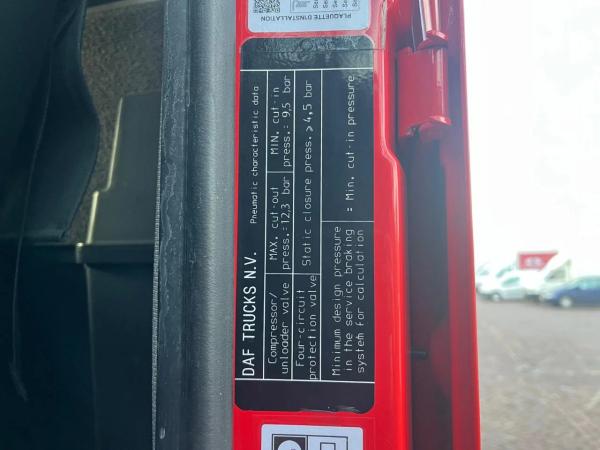 PLAQUETTE D'INSTALLATION
DAF TRUCKS N.V. Pneumatic characteristic data
Compressor/ MAX. cut-out MIN. cut-in
unloader valve press.=12,3 bar press.= 9,5 bar
Four-circuit Static closure press. > 4,5 bar
protection valve
Minimum design pressure
in the service braking = Min. cut-in pressure
system for calculation